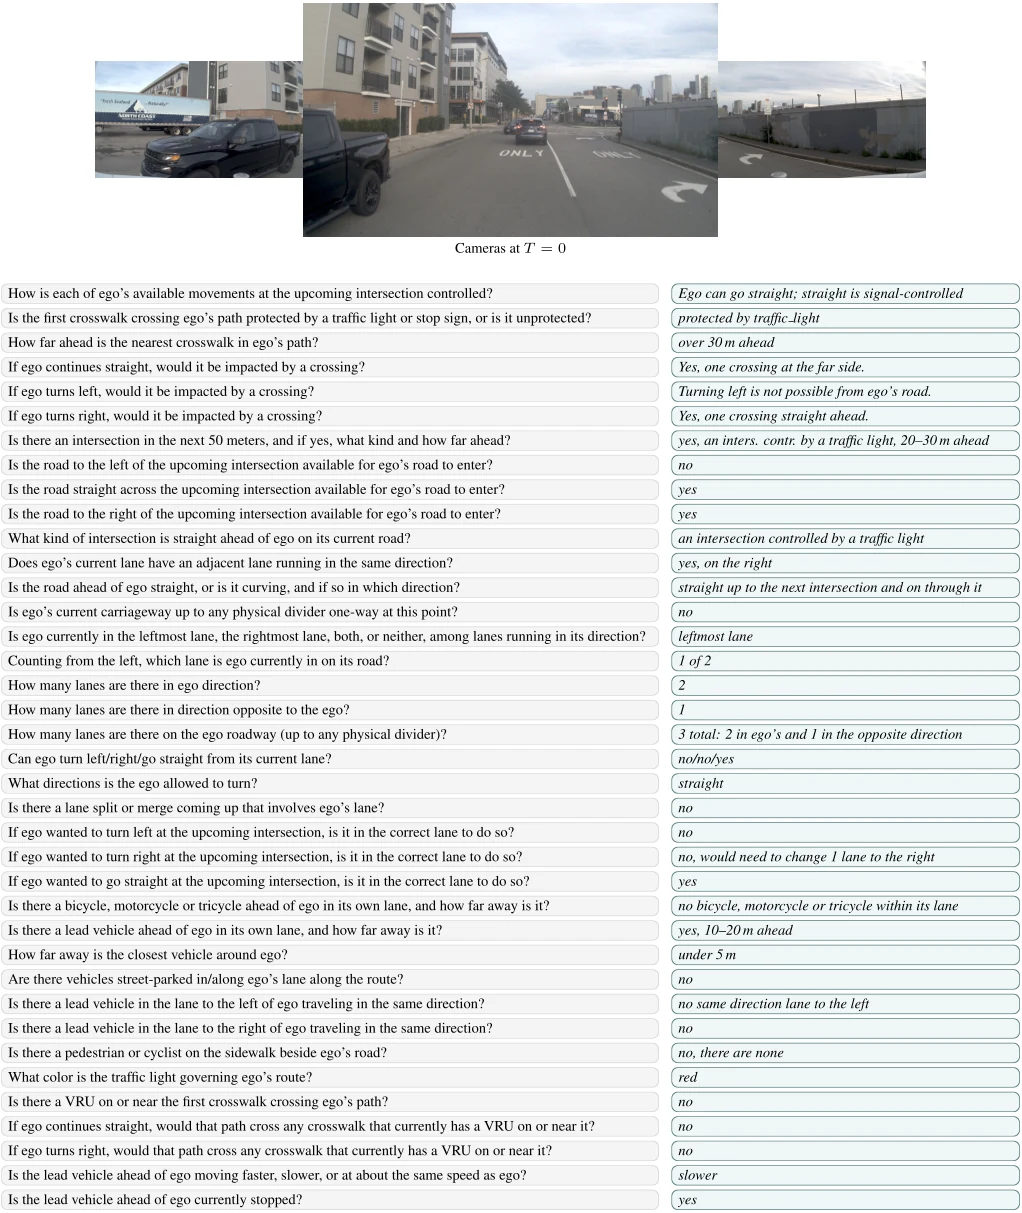 Fresh Seafood Naturally!
NORTH COAST
ONLY
ONLY
Cameras at T = 0
How is each of ego's available movements at the upcoming intersection controlled? Ego can go straight; straight is signal-controlled
Is the first crosswalk crossing ego's path protected by a traffic light or stop sign, or is it unprotected? protected by traffic_light
How far ahead is the nearest crosswalk in ego's path? over 30 m ahead
If ego continues straight, would it be impacted by a crossing? Yes, one crossing at the far side.
If ego turns left, would it be impacted by a crossing? Turning left is not possible from ego's road.
If ego turns right, would it be impacted by a crossing? Yes, one crossing straight ahead.
Is there an intersection in the next 50 meters, and if yes, what kind and how far ahead? yes, an inters. contr. by a traffic light, 20–30 m ahead
Is the road to the left of the upcoming intersection available for ego's road to enter? no
Is the road straight across the upcoming intersection available for ego's road to enter? yes
Is the road to the right of the upcoming intersection available for ego's road to enter? yes
What kind of intersection is straight ahead of ego on its current road? an intersection controlled by a traffic light
Does ego's current lane have an adjacent lane running in the same direction? yes, on the right
Is the road ahead of ego straight, or is it curving, and if so in which direction? straight up to the next intersection and on through it
Is ego's current carriageway up to any physical divider one-way at this point? no
Is ego currently in the leftmost lane, the rightmost lane, both, or neither, among lanes running in its direction? leftmost lane
Counting from the left, which lane is ego currently in on its road? 1 of 2
How many lanes are there in ego direction? 2
How many lanes are there in direction opposite to the ego? 1
How many lanes are there on the ego roadway (up to any physical divider)? 3 total: 2 in ego's and 1 in the opposite direction
Can ego turn left/right/go straight from its current lane? no/no/yes
What directions is the ego allowed to turn? straight
Is there a lane split or merge coming up that involves ego's lane? no
If ego wanted to turn left at the upcoming intersection, is it in the correct lane to do so? no
If ego wanted to turn right at the upcoming intersection, is it in the correct lane to do so? no, would need to change 1 lane to the right
If ego wanted to go straight at the upcoming intersection, is it in the correct lane to do so? yes
Is there a bicycle, motorcycle or tricycle ahead of ego in its own lane, and how far away is it? no bicycle, motorcycle or tricycle within its lane
Is there a lead vehicle ahead of ego in its own lane, and how far away is it? yes, 10–20 m ahead
How far away is the closest vehicle around ego? under 5 m
Are there vehicles street-parked in/along ego's lane along the route? no
Is there a lead vehicle in the lane to the left of ego traveling in the same direction? no same direction lane to the left
Is there a lead vehicle in the lane to the right of ego traveling in the same direction? no
Is there a pedestrian or cyclist on the sidewalk beside ego's road? no, there are none
What color is the traffic light governing ego's route? red
Is there a VRU on or near the first crosswalk crossing ego's path? no
If ego continues straight, would that path cross any crosswalk that currently has a VRU on or near it? no
If ego turns right, would that path cross any crosswalk that currently has a VRU on or near it? no
Is the lead vehicle ahead of ego moving faster, slower, or at about the same speed as ego? slower
Is the lead vehicle ahead of ego currently stopped? yes